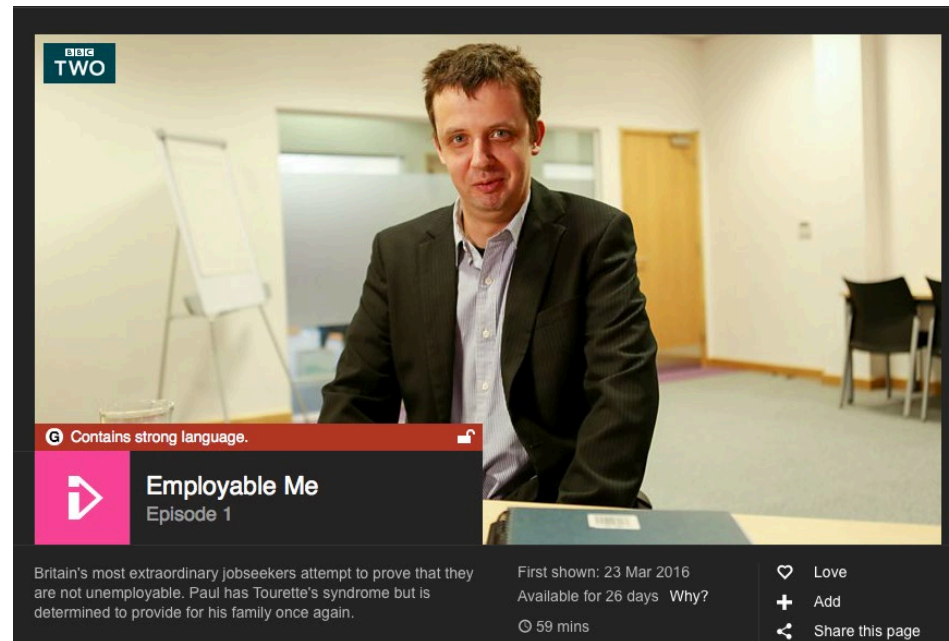 BBC
TWO
G Contains strong language.
Employable Me
Episode 1
Britain's most extraordinary jobseekers attempt to prove that they
are not unemployable. Paul has Tourette's syndrome but is
determined to provide for his family once again.
First shown: 23 Mar 2016
Available for 26 days Why?
59 mins
Love
Add
Share this page